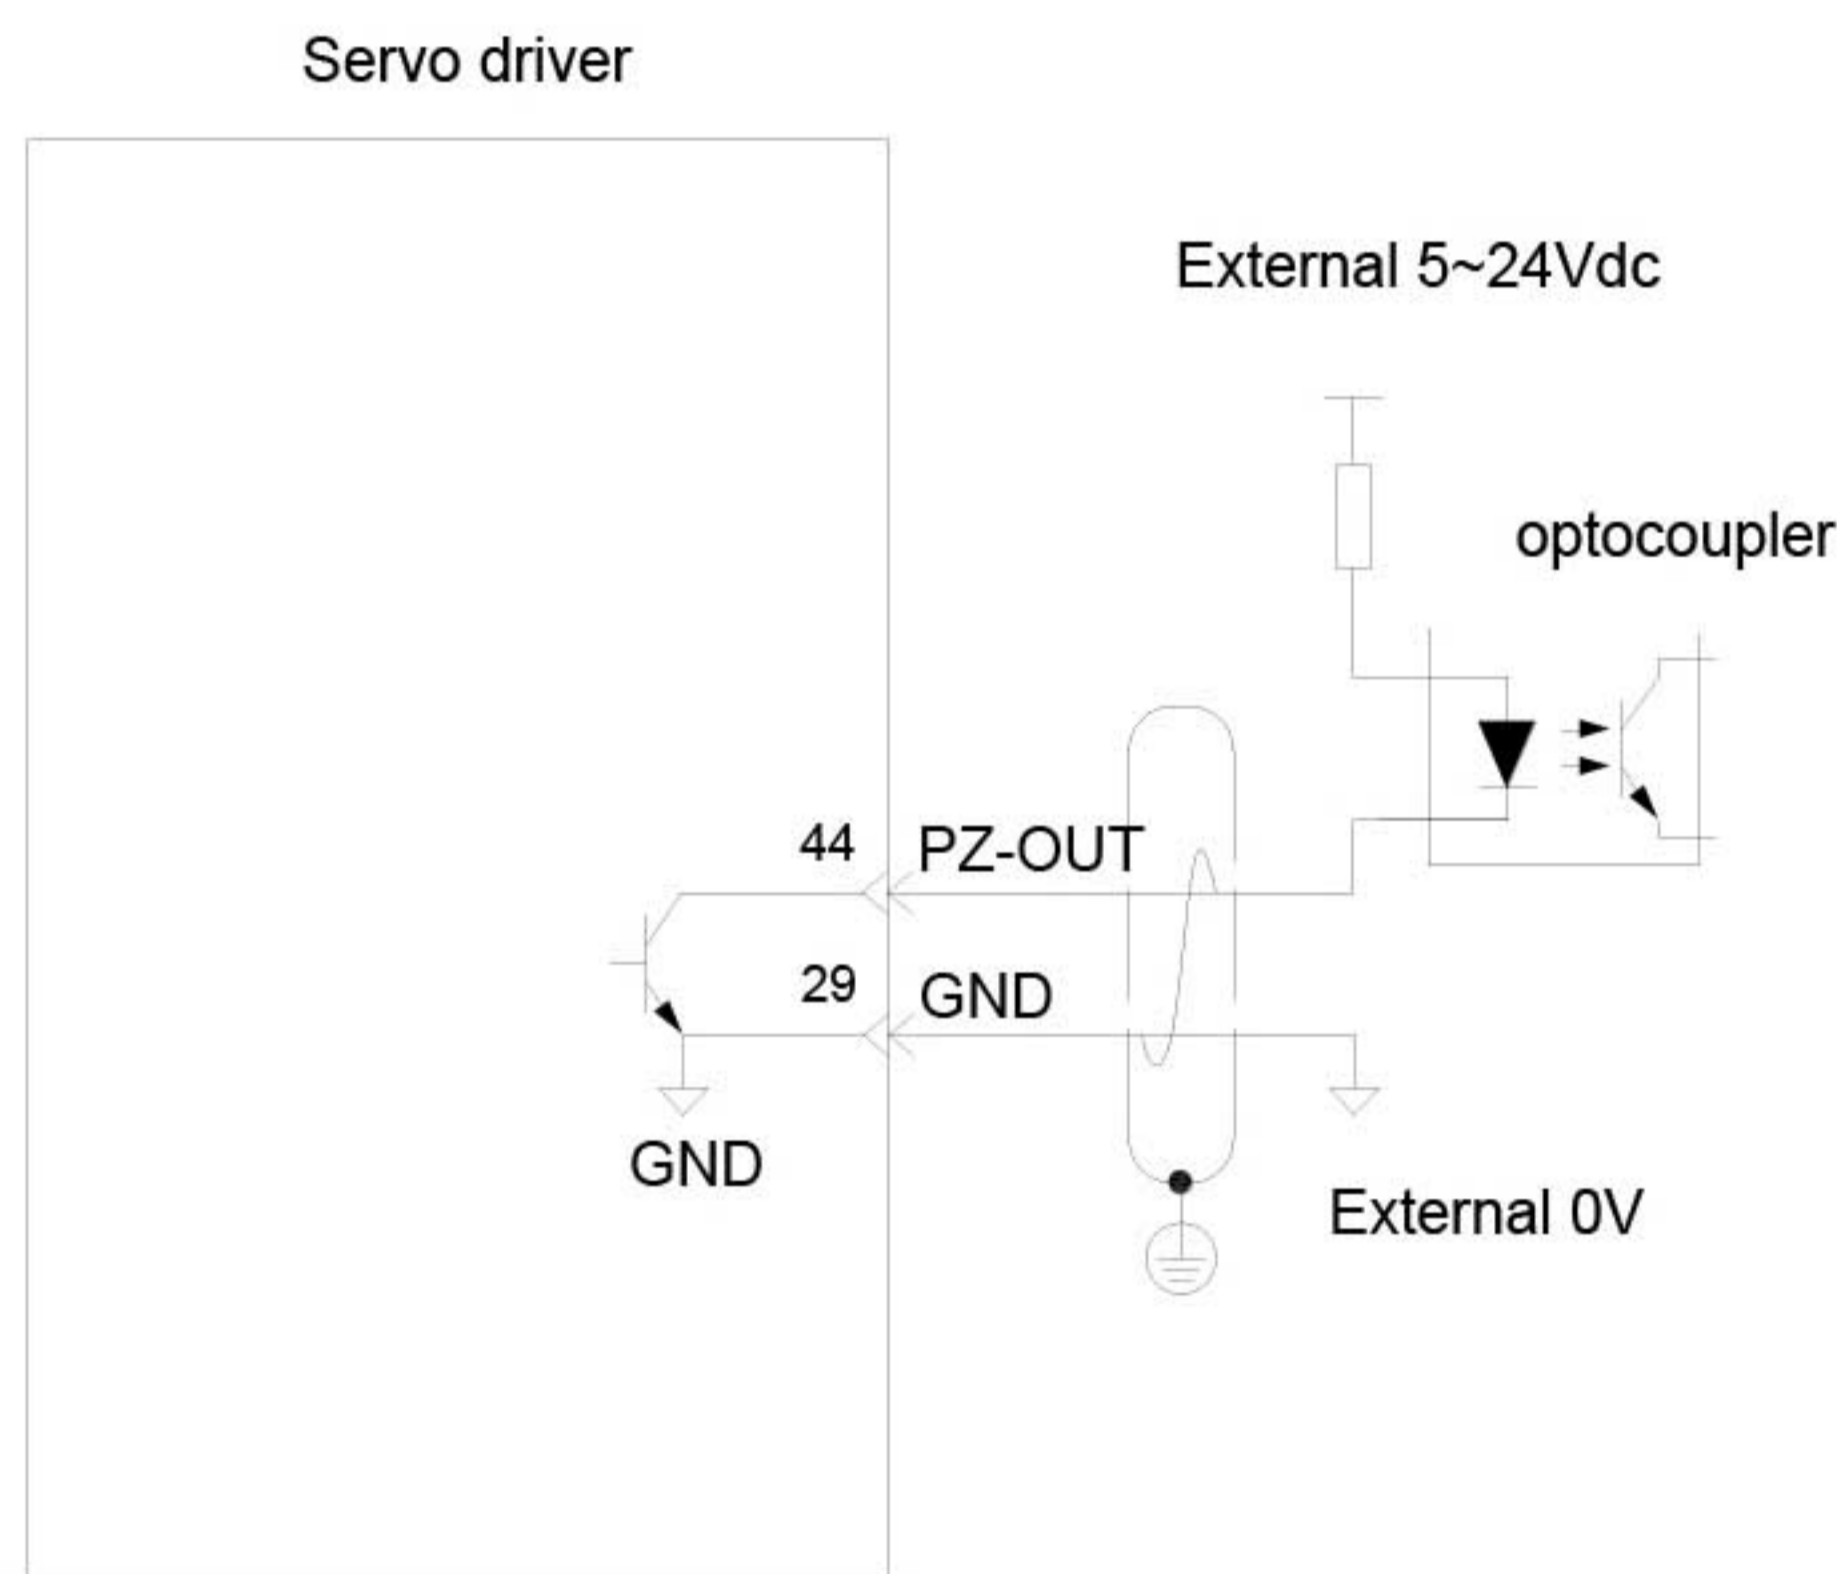 Servo driver
External 5~24Vdc
optocoupler
44 PZ-OUT
29 GND
GND
External 0V